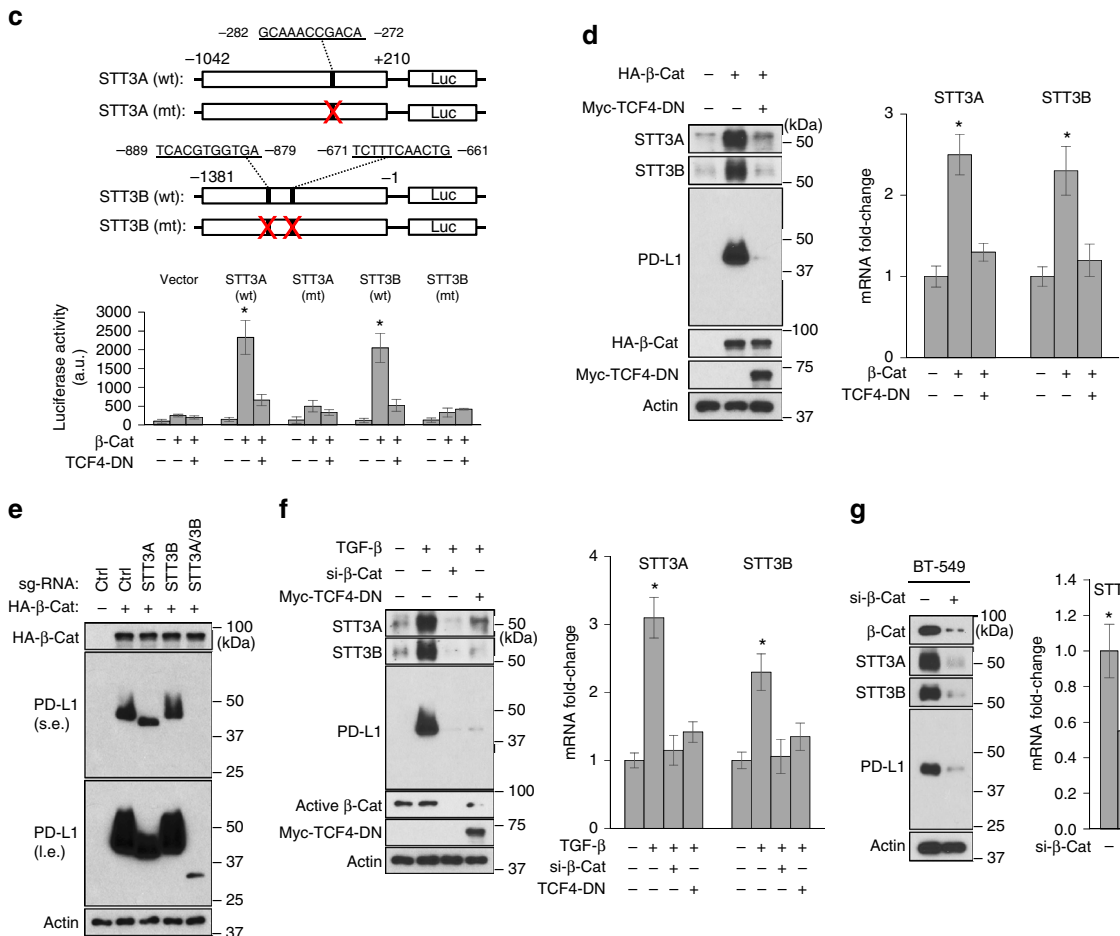 c
−282 GCAAACCGACA −272
−1042 +210
STT3A (wt): Luc
STT3A (mt): Luc
−889 TCACGTGGTGA −879 −671 TCTTTCAACTG −661
−1381 −1
STT3B (wt): Luc
STT3B (mt): Luc
Vector STT3A (wt) STT3A (mt) STT3B (wt) STT3B (mt)
Luciferase activity (a.u.)
3000
2500
2000
1500
1000
500
0
* *
β-Cat − + + − + + − + + − + + − + +
TCF4-DN − − + − − + − − + − − + − − +
d
HA-β-Cat − + +
Myc-TCF4-DN − − +
(kDa)
STT3A − 50
STT3B − 50
PD-L1 − 50 − 37
HA-β-Cat − 100
Myc-TCF4-DN − 75
Actin − 37
STT3A STT3B
* *
mRNA fold-change
3
2
1
0
β-Cat − + + − + +
TCF4-DN − − + − − +
e
sg-RNA: Ctrl Ctrl STT3A STT3B STT3A/3B
HA-β-Cat: − + + + +
HA-β-Cat − 100 (kDa)
PD-L1 (s.e.) − 50 − 37 − 25
PD-L1 (l.e.) − 50 − 37 − 25
Actin − 37
f
TGF-β − + + +
si-β-Cat − − + −
Myc-TCF4-DN − − − +
STT3A − 50 (kDa)
STT3B − 50
PD-L1 − 50 − 37
Active β-Cat − 100
Myc-TCF4-DN − 75
Actin − 37
STT3A STT3B
* *
mRNA fold-change
4
3
2
1
0
TGF-β − + + + − + + +
si-β-Cat − − + − − − + −
TCF4-DN − − − + − − − +
g
BT-549
si-β-Cat − +
β-Cat − 100 (kDa)
STT3A − 50
STT3B − 50
PD-L1 − 50 − 37 − 25
Actin − 37
STT
*
mRNA fold-change
1.4
1.2
1.0
0.8
0.6
0.4
0.2
0.0
si-β-Cat −